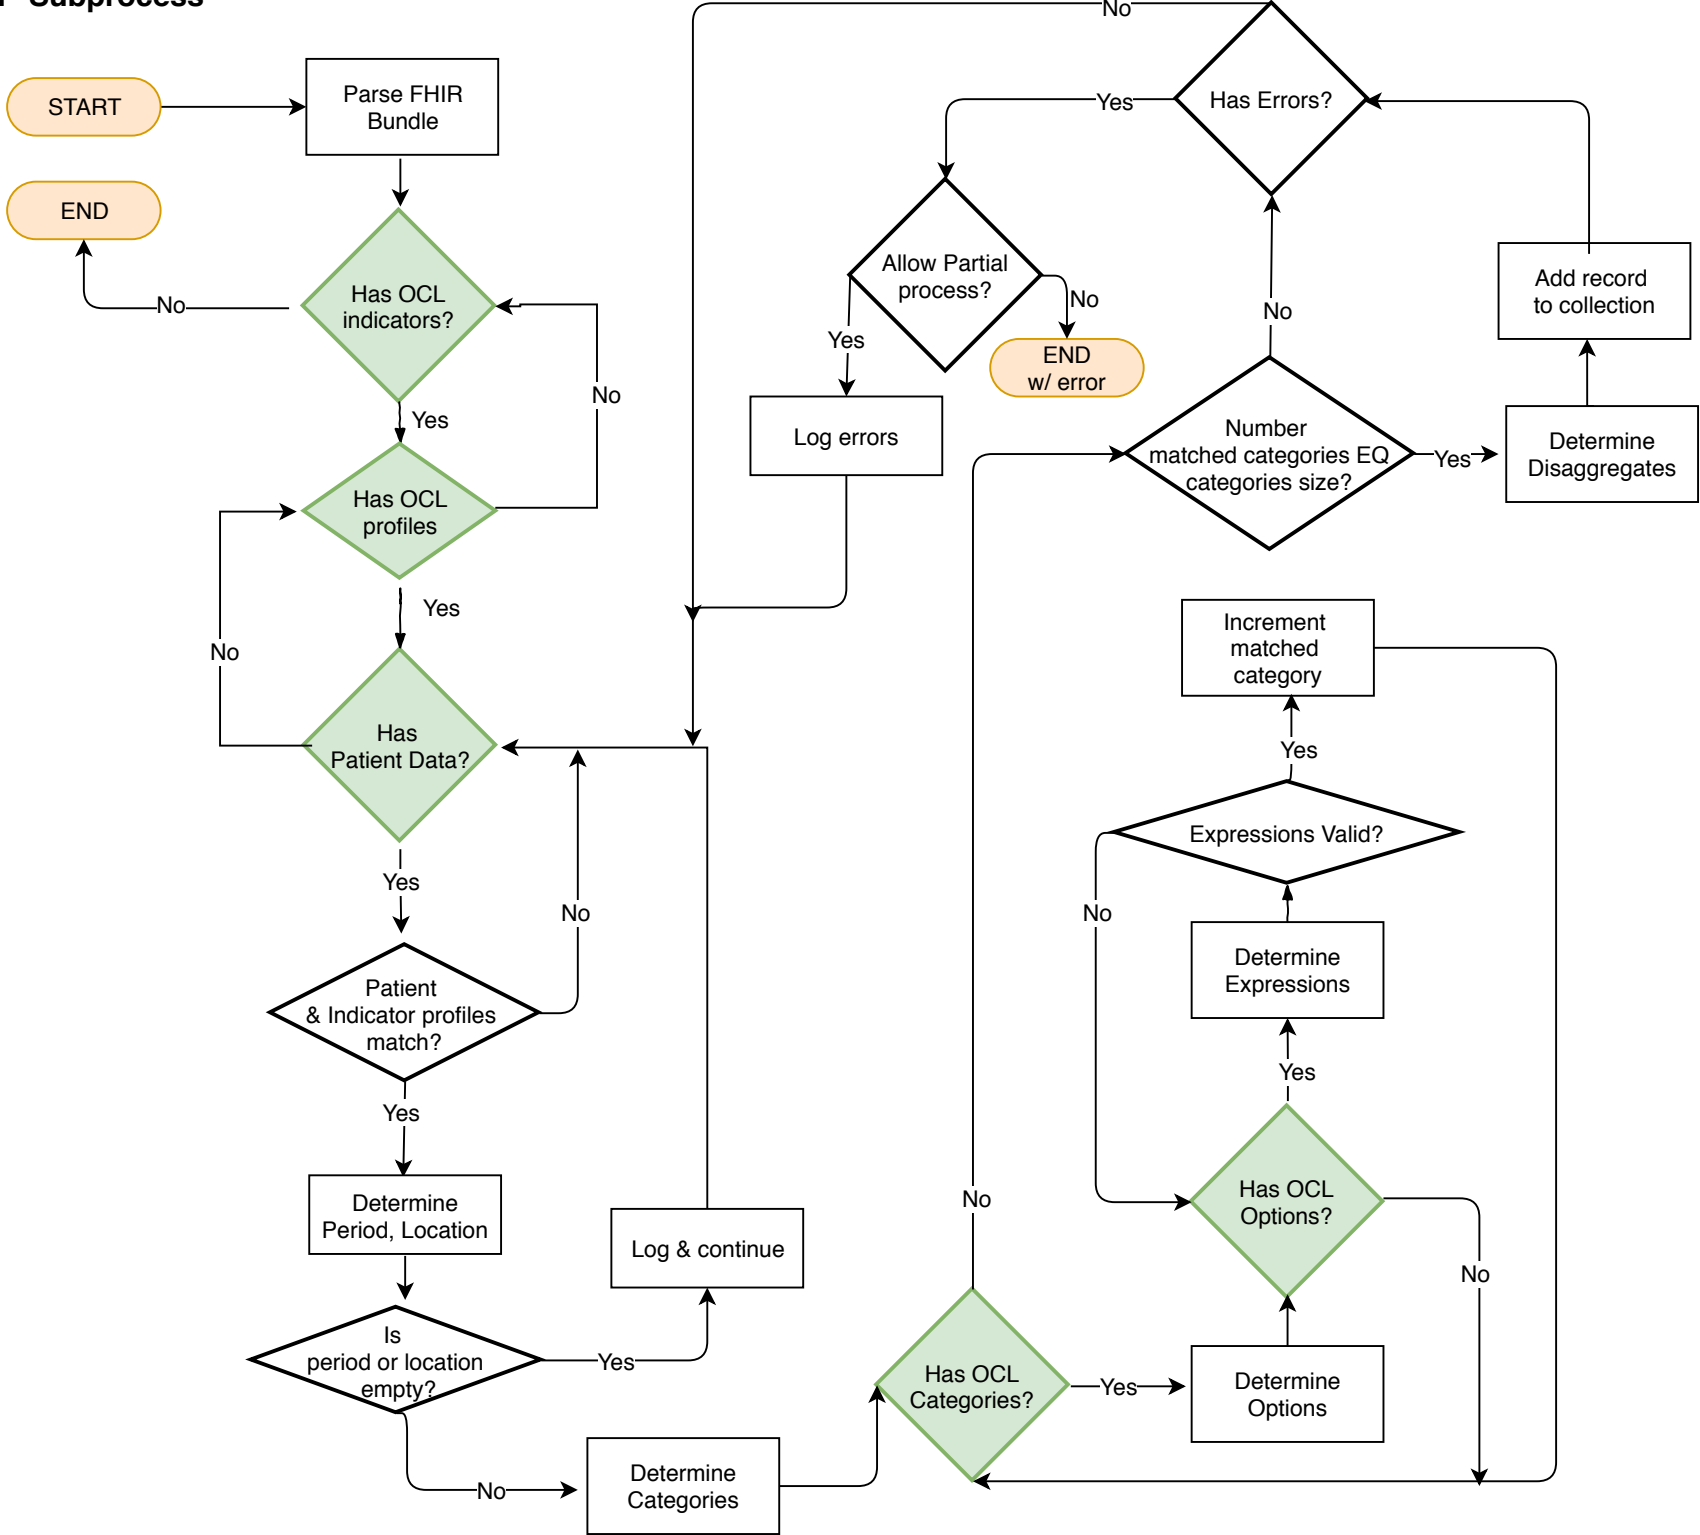 Subprocess
No
START
Parse FHIR
Bundle
Yes
Has Errors?
END
No
Has OCL
indicators?
Allow Partial
process?
No
Add record
to collection
No
Yes
END
w/ error
No
Yes
Log errors
Number
matched categories EQ
categories size?
Yes
Determine
Disaggregates
Has OCL
profiles
Yes
No
Increment
matched
category
Has
Patient Data?
Yes
Expressions Valid?
Yes
No
No
Determine
Expressions
Patient
& Indicator profiles
match?
Yes
Yes
Determine
Period, Location
Log & continue
No
Has OCL
Options?
No
Is
period or location
empty?
Yes
Has OCL
Categories?
Yes
Determine
Options
No
Determine
Categories